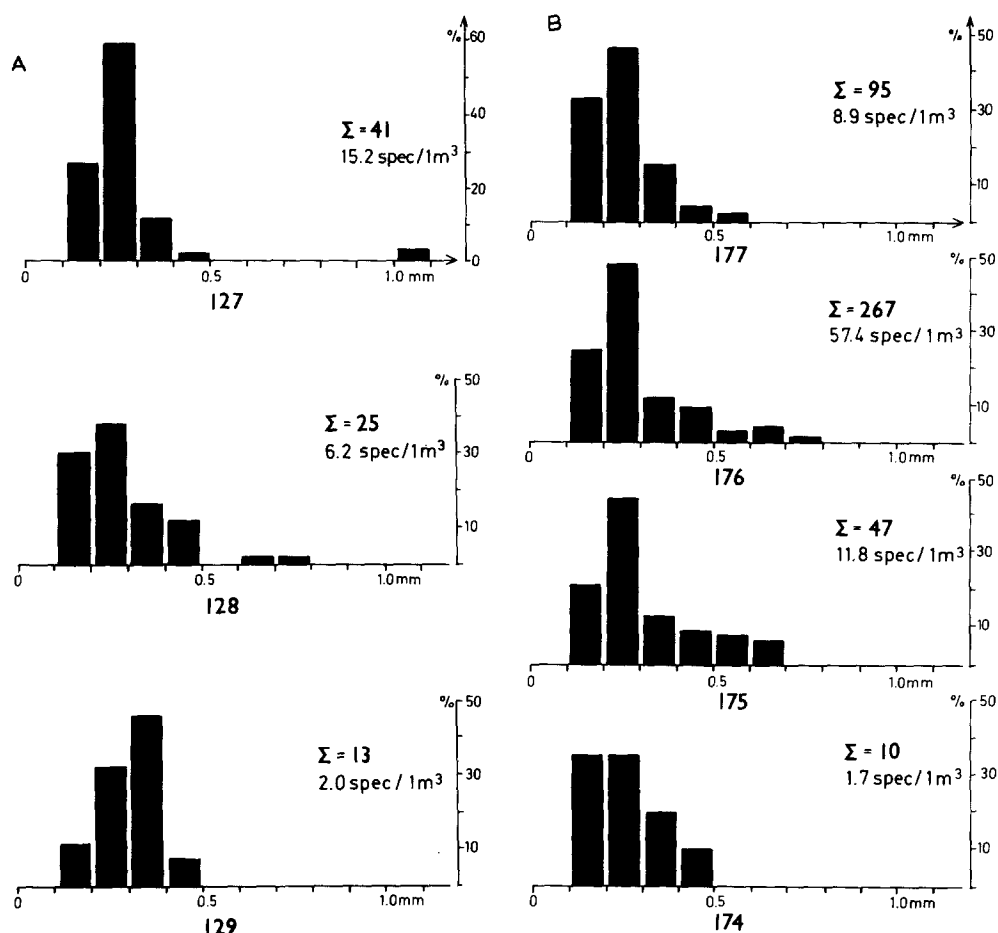 A
%
60
40
20
0
Σ = 41
15.2 spec/1m³
0 0.5 1.0 mm
127
%
50
30
10
Σ = 25
6.2 spec/1m³
0 0.5 1.0mm
128
%
50
30
10
Σ = 13
2.0 spec/1m³
0 0.5 1.0mm
129
B
%
50
30
10
Σ = 95
8.9 spec/1m³
0 0.5 1.0mm
177
%
50
30
10
Σ = 267
57.4 spec/1m³
0 0.5 1.0mm
176
%
50
30
10
Σ = 47
11.8 spec/1m³
0 0.5 1.0mm
175
%
50
30
10
Σ = 10
1.7 spec/1m³
0 0.5 1.0mm
174